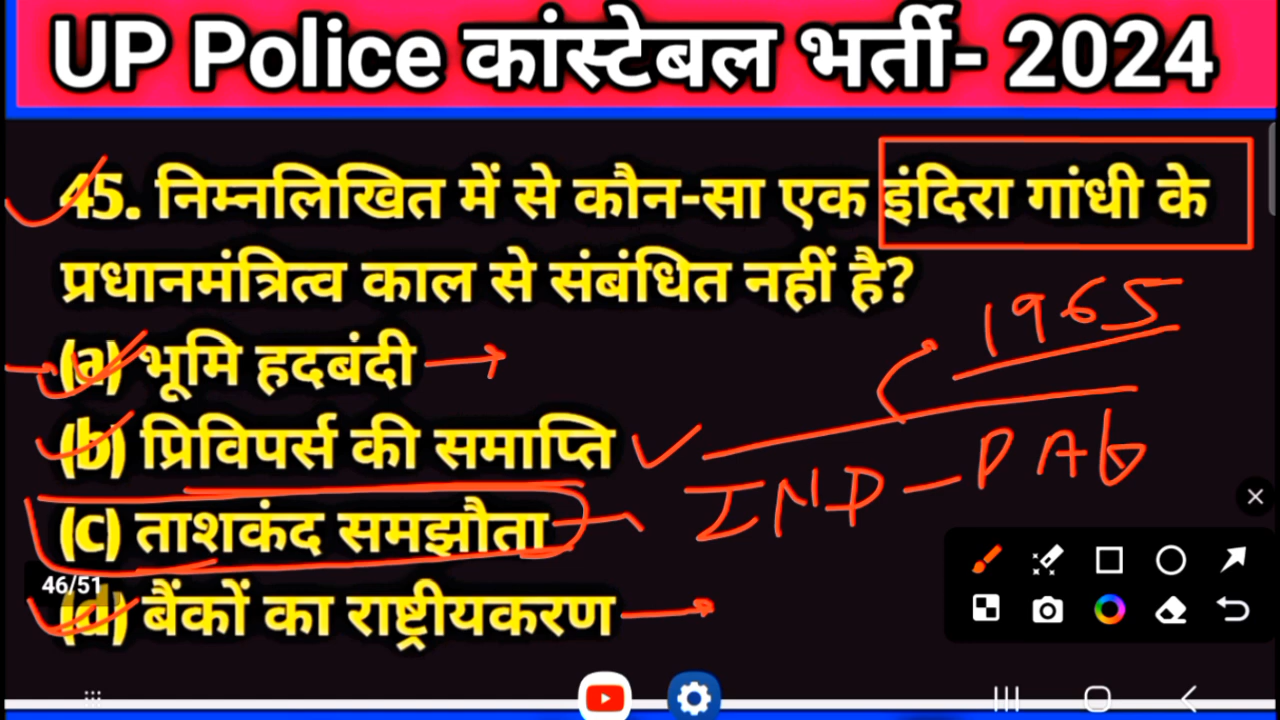 UP Police कांस्टेबल भर्ती- 2024
45. निम्नलिखित में से कौन-सा एक इंदिरा गांधी के
प्रधानमंत्रित्व काल से संबंधित नहीं है?
1965
(a) भूमि हदबंदी
(b) प्रिविपर्स की समाप्ति
IND - PAK
(c) ताशकंद समझौता
46/51
(d) बैंकों का राष्ट्रीयकरण